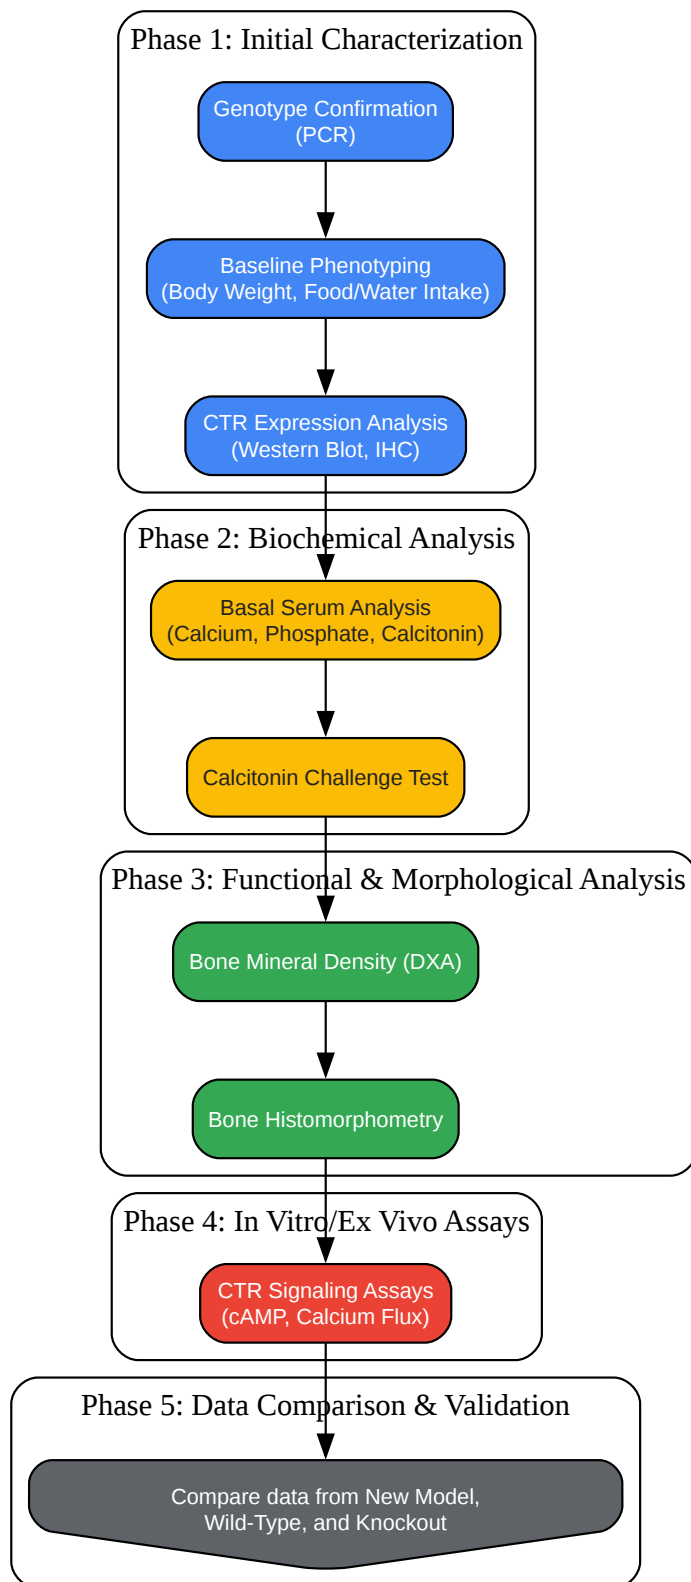 Phase 1: Initial Characterization
Genotype Confirmation
(PCR)
Baseline Phenotyping
(Body Weight, Food/Water Intake)
CTR Expression Analysis
(Western Blot, IHC)
Phase 2: Biochemical Analysis
Basal Serum Analysis
(Calcium, Phosphate, Calcitonin)
Calcitonin Challenge Test
Phase 3: Functional & Morphological Analysis
Bone Mineral Density (DXA)
Bone Histomorphometry
Phase 4: In Vitro/Ex Vivo Assays
CTR Signaling Assays
(cAMP, Calcium Flux)
Phase 5: Data Comparison & Validation
Compare data from New Model,
Wild-Type, and Knockout